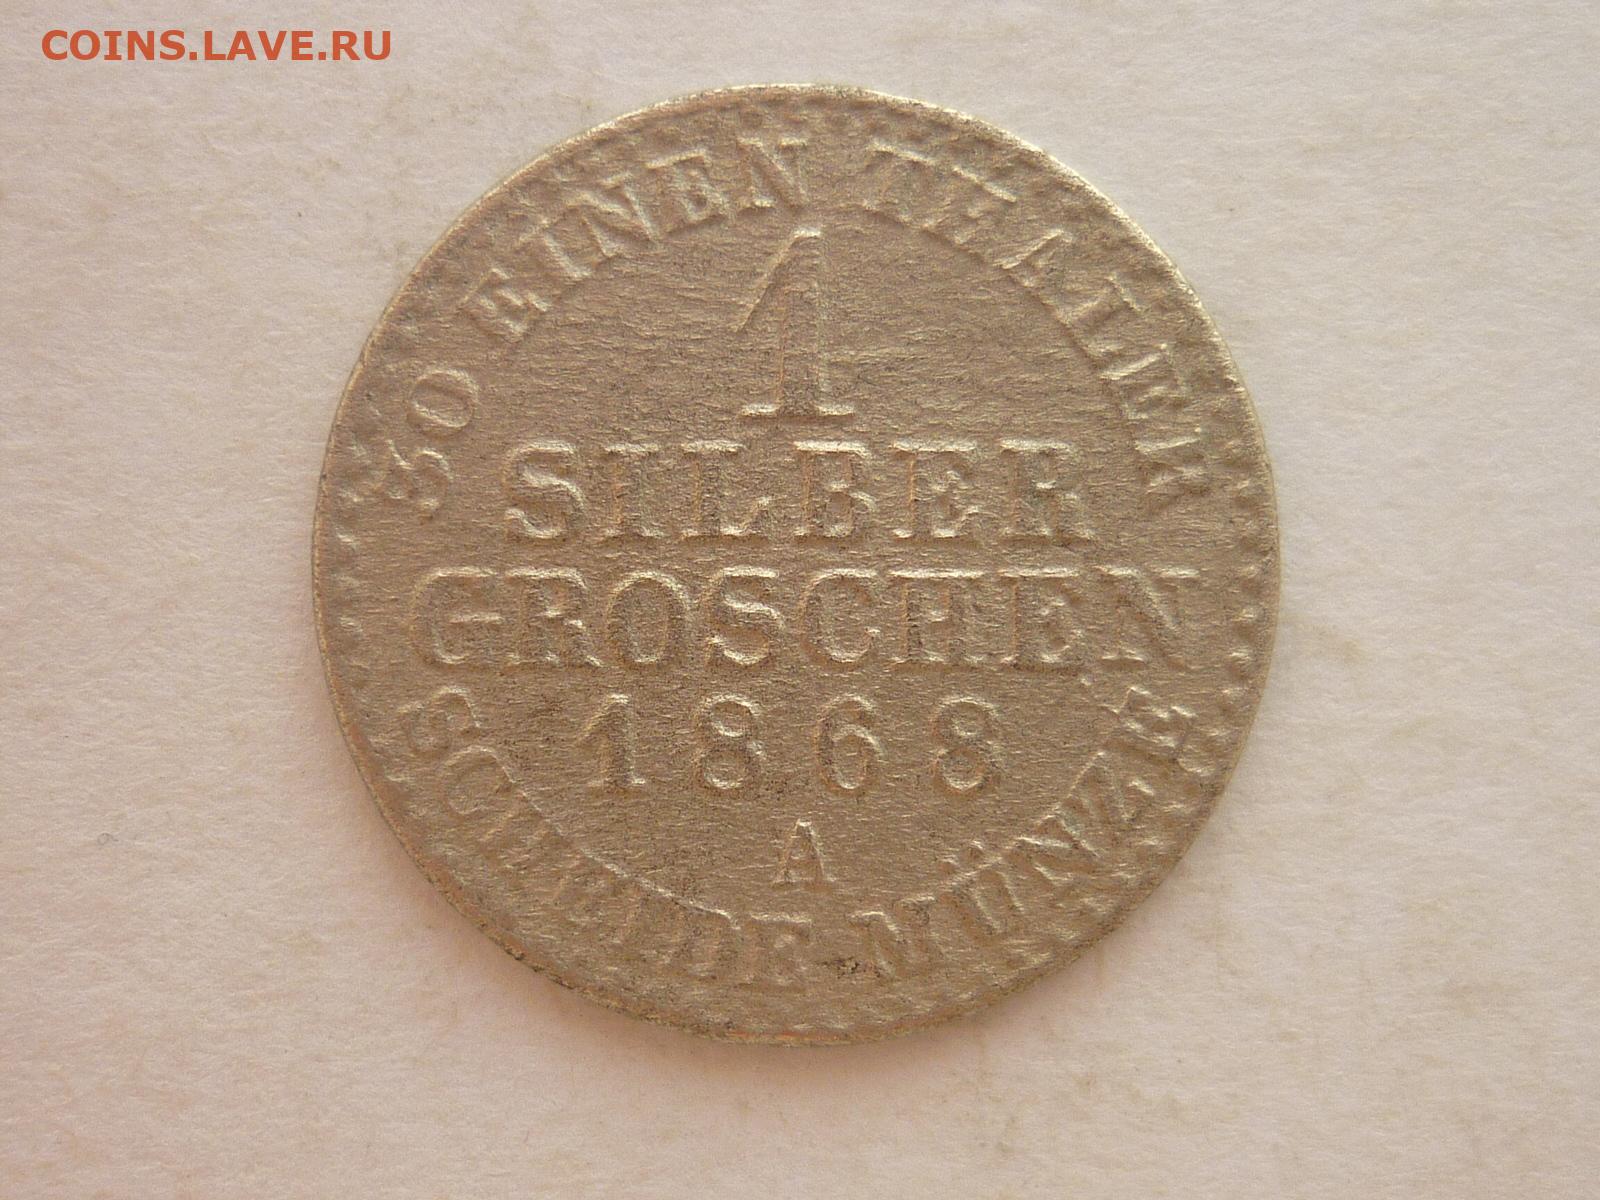 COINS.LAVE.RU
30 EINEN THALER
1
SILBER
GROSCHEN
1868
A
SCHEIDE MÜNZE